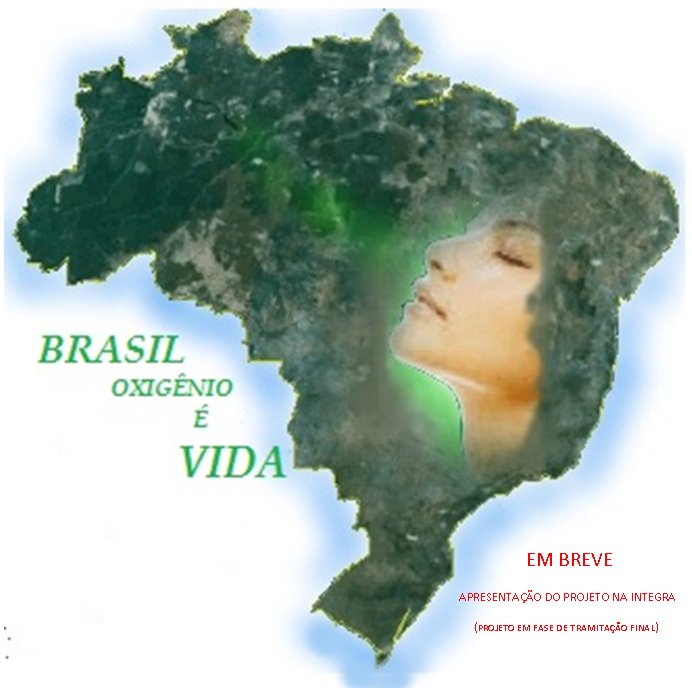 BRASIL
OXIGÊNIO
É
VIDA
EM BREVE
APRESENTAÇÃO DO PROJETO NA INTEGRA
(PROJETO EM FASE DE TRAMITAÇÃO FINAL)